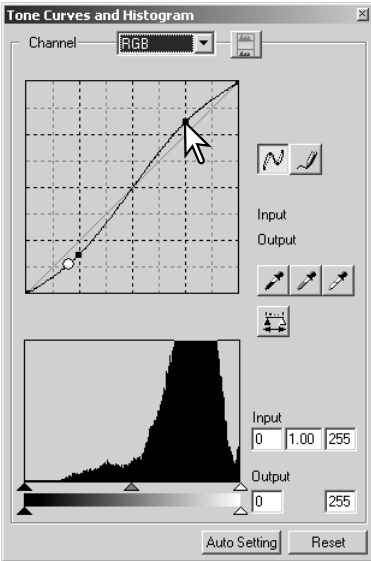 Tone Curves and Histogram
Channel RGB
Input
Output
Input
0 1.00 255
Output
0 255
Auto Setting Reset